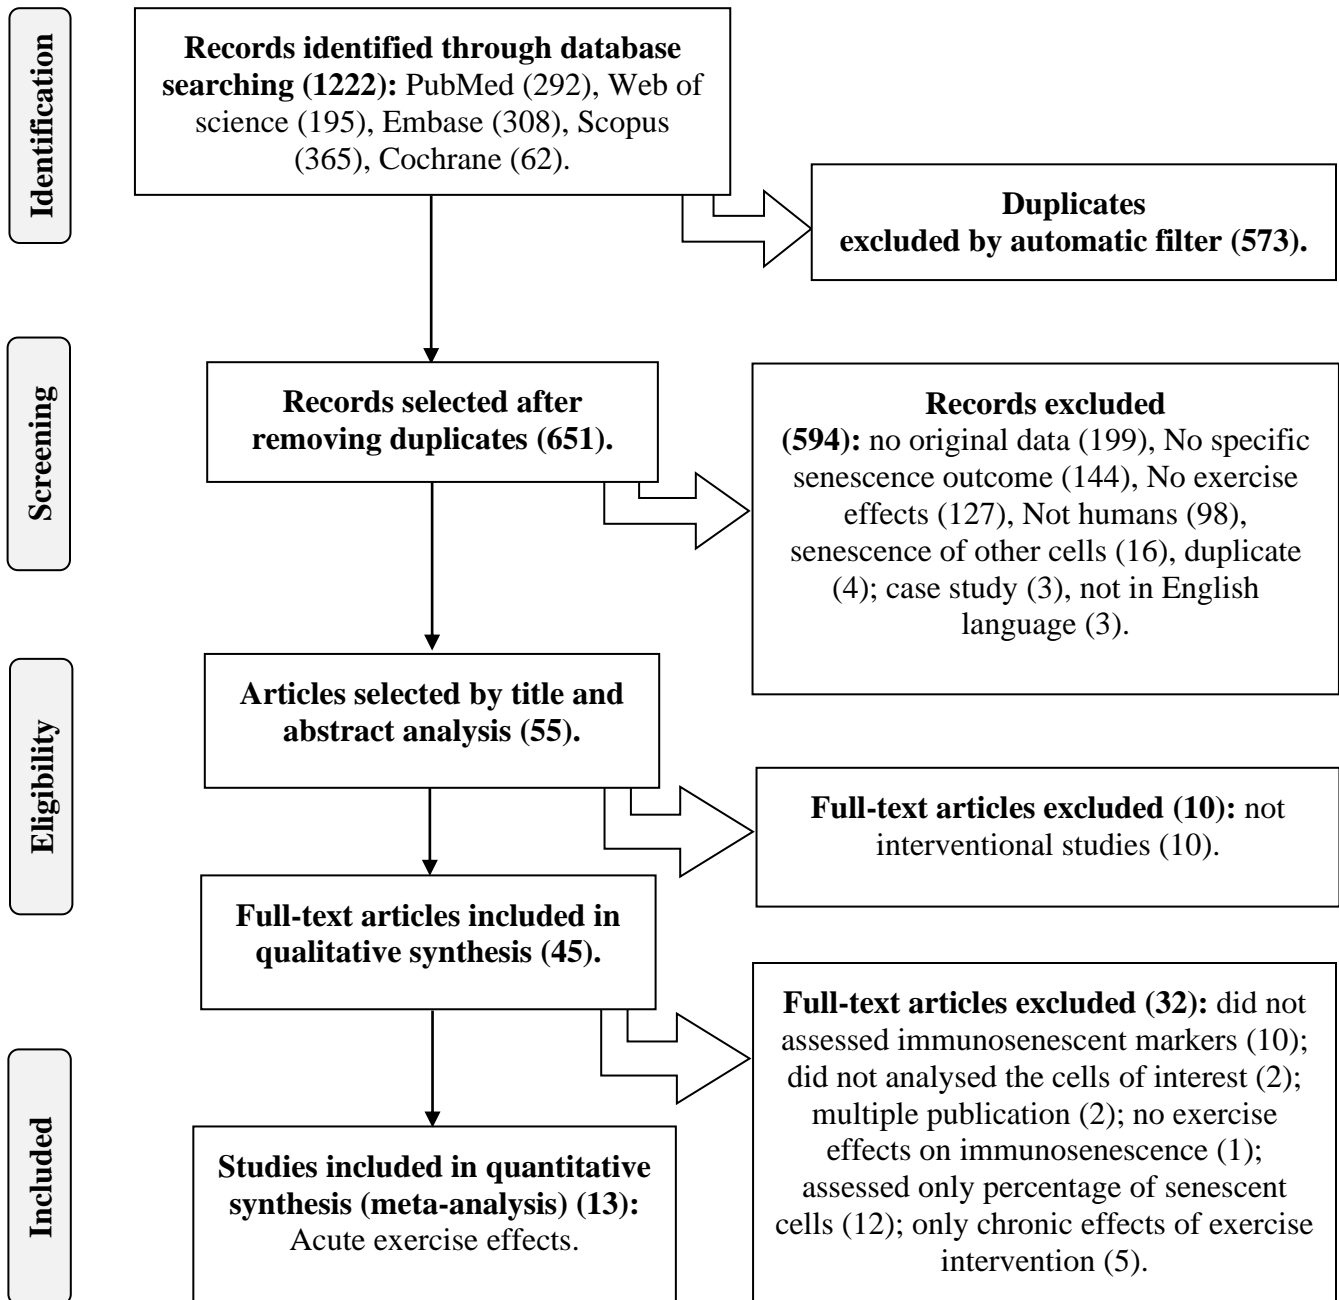 Identification
Records identified through database
searching (1222): PubMed (292), Web of
science (195), Embase (308), Scopus
(365), Cochrane (62).
Duplicates
excluded by automatic filter (573).
Screening
Records selected after
removing duplicates (651).
Records excluded
(594): no original data (199), No specific
senescence outcome (144), No exercise
effects (127), Not humans (98),
senescence of other cells (16), duplicate
(4); case study (3), not in English
language (3).
Eligibility
Articles selected by title and
abstract analysis (55).
Full-text articles excluded (10): not
interventional studies (10).
Full-text articles included in
qualitative synthesis (45).
Included
Full-text articles excluded (32): did not
assessed immunosenescent markers (10);
did not analysed the cells of interest (2);
multiple publication (2); no exercise
effects on immunosenescence (1);
assessed only percentage of senescent
cells (12); only chronic effects of exercise
intervention (5).
Studies included in quantitative
synthesis (meta-analysis) (13):
Acute exercise effects.